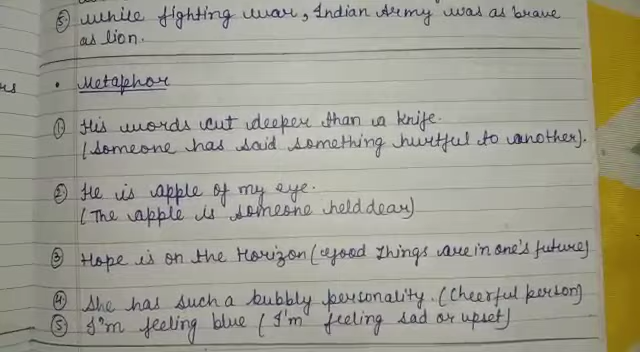 ⑤ while fighting war, Indian Army was as brave
as lion.
rs
• Metaphor
① His words cut deeper than a knife.
(Someone has said something hurtful to another).
② He is apple of my eye.
(The apple is someone held dear)
③ Hope is on the Horizon (Good things are in one's future)
④ She has such a bubbly personality. (Cheerful person)
⑤ I'm feeling blue (I'm feeling sad or upset)